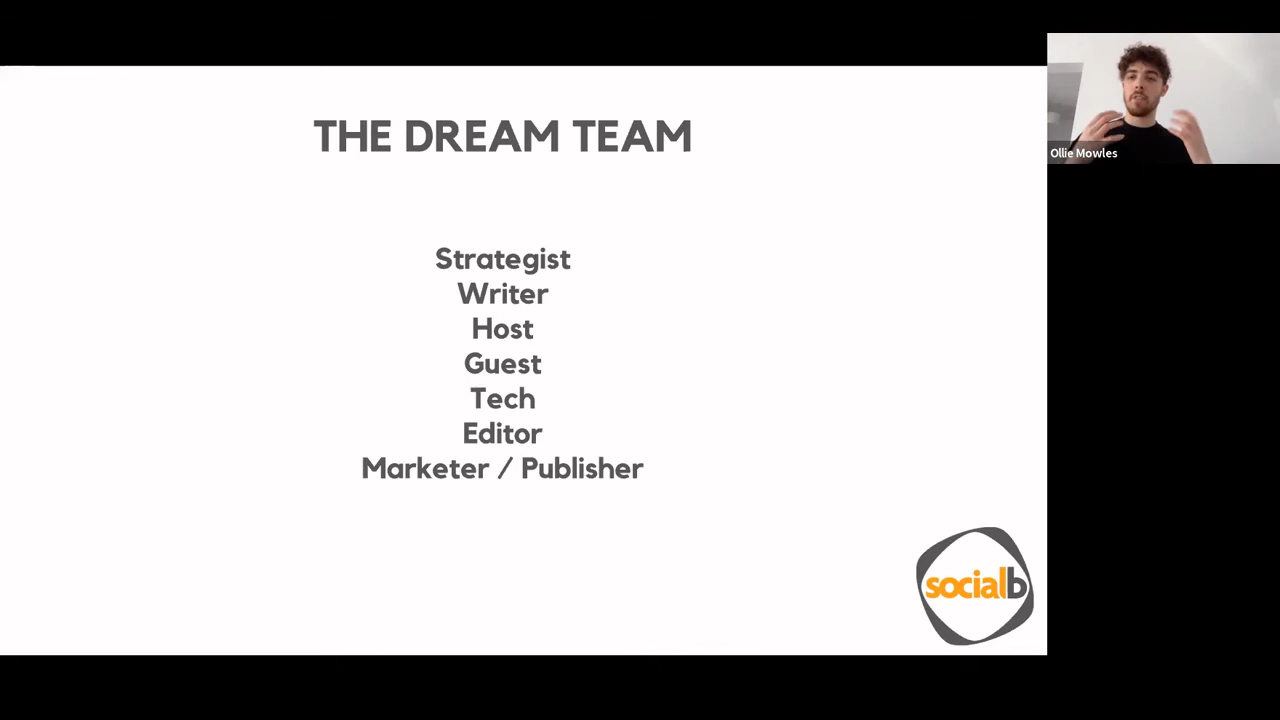 THE DREAM TEAM
Strategist
Writer
Host
Guest
Tech
Editor
Marketer / Publisher
socialb
Ollie Mowles